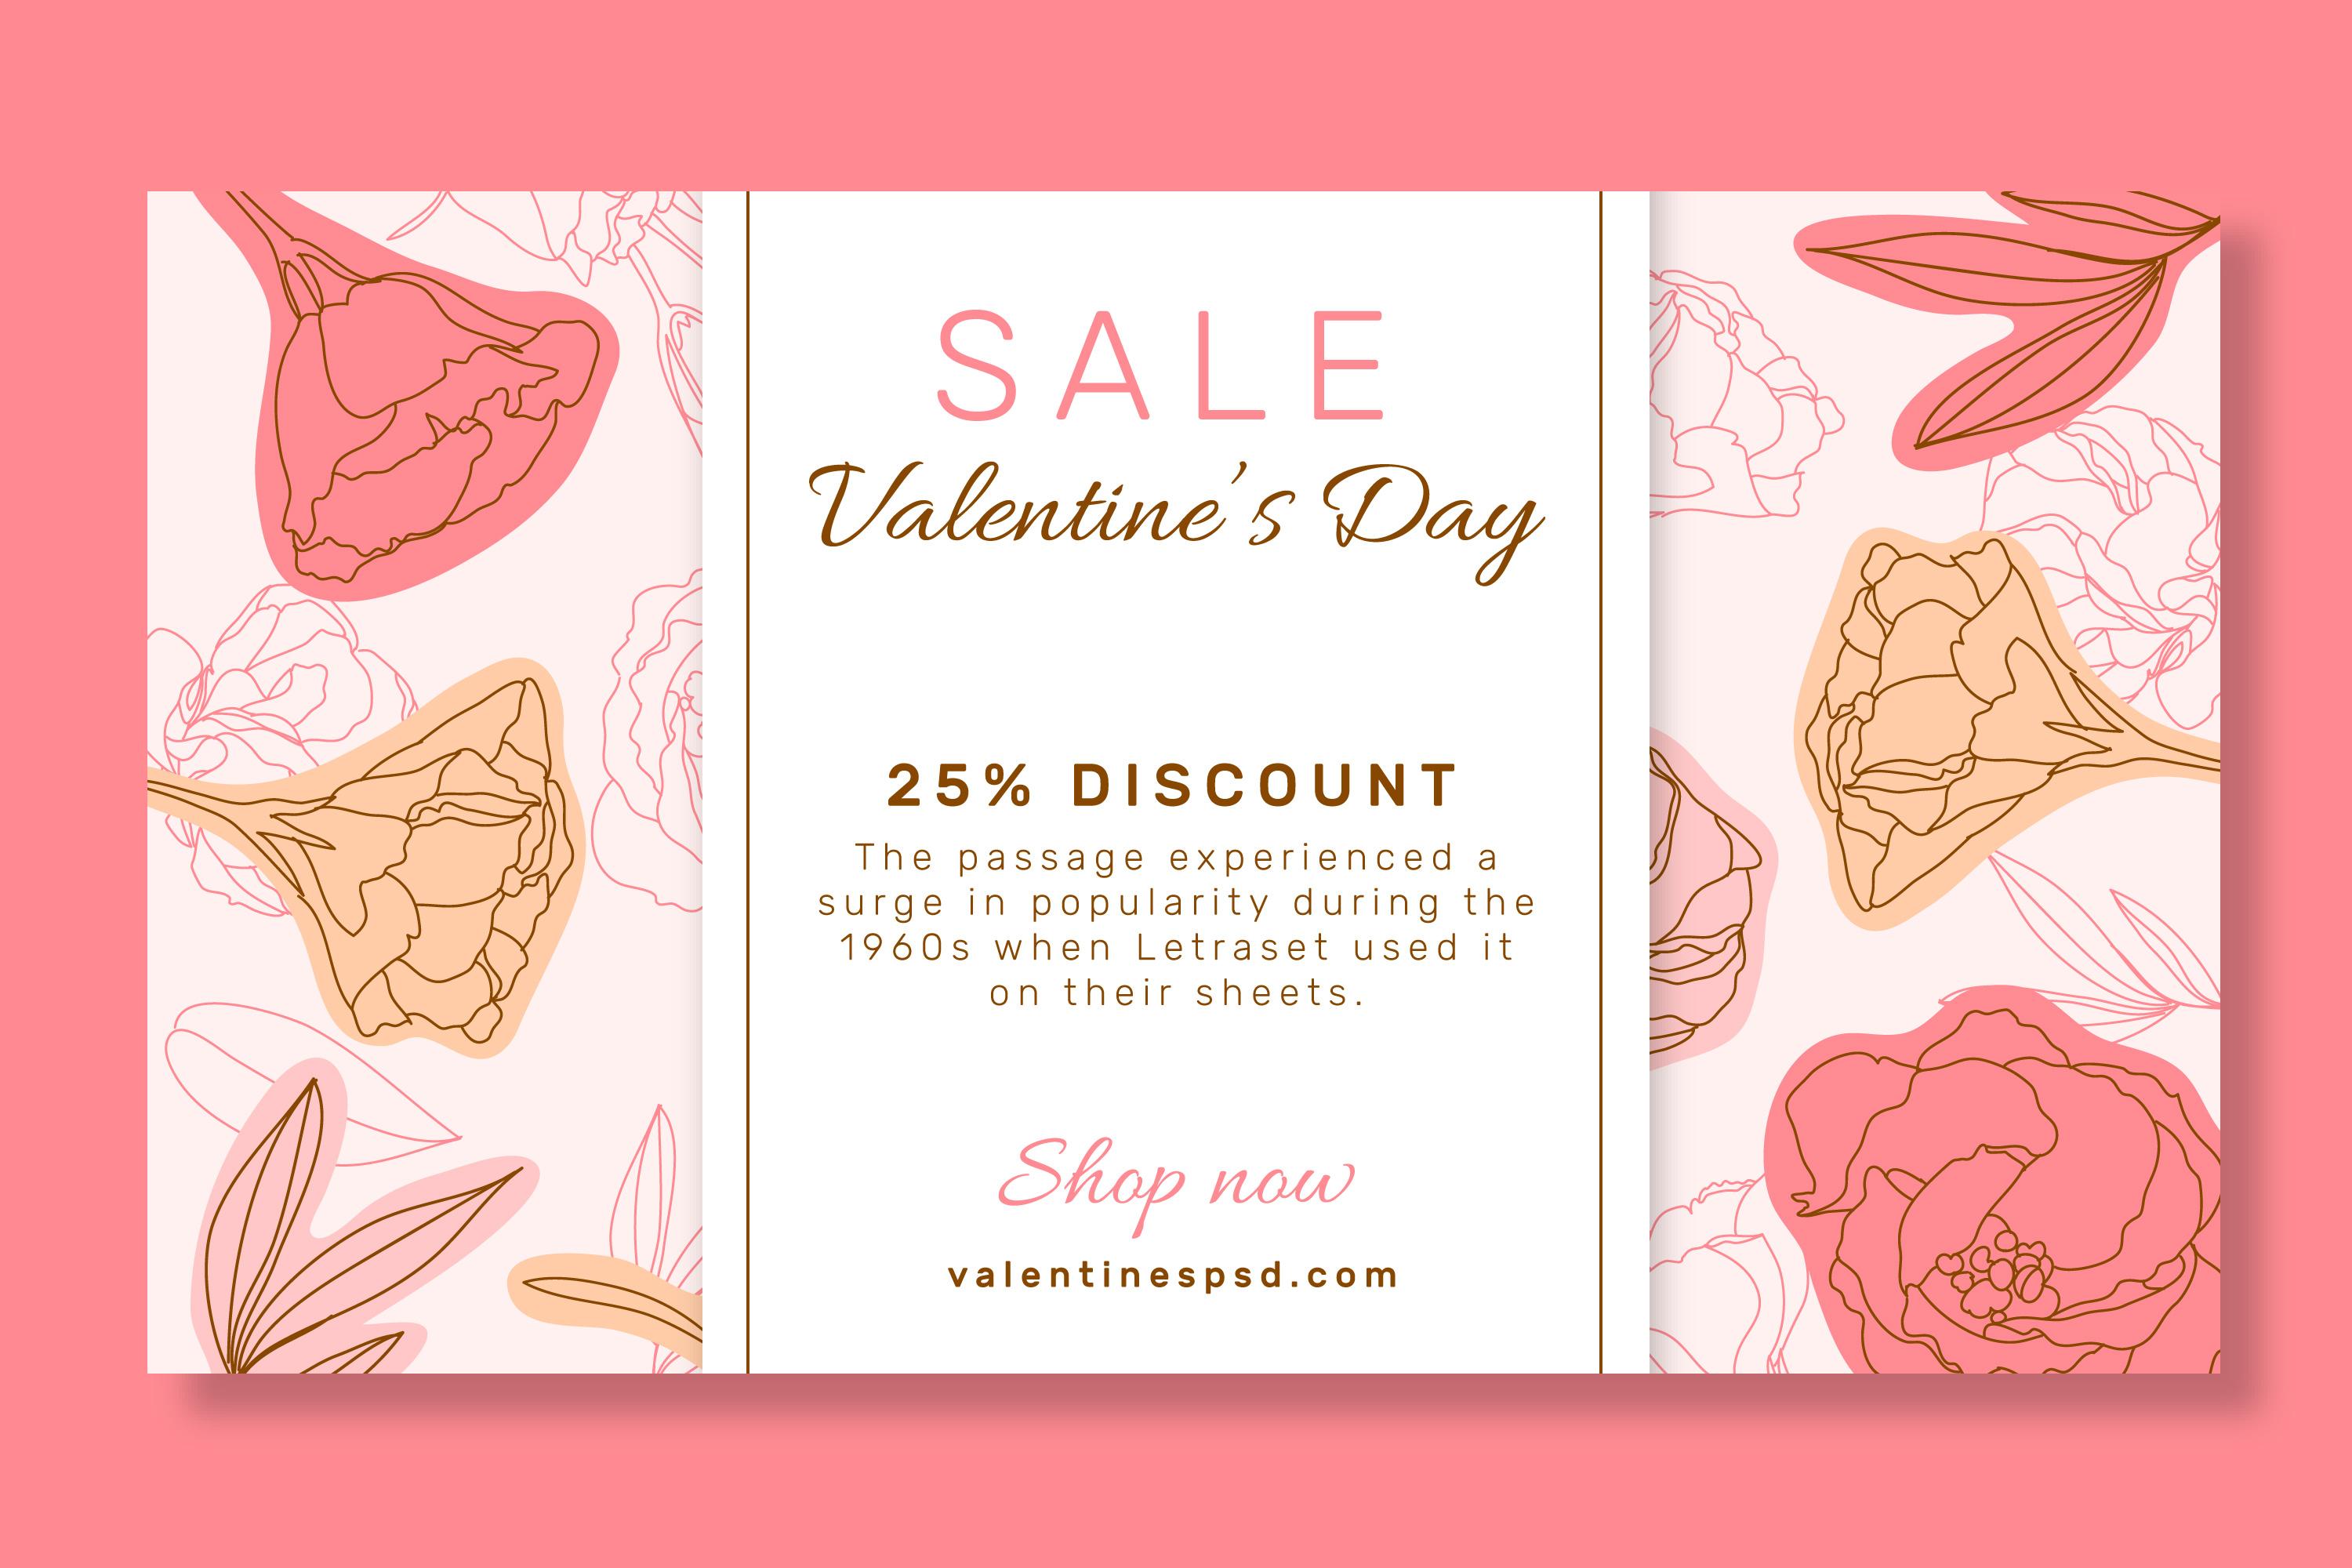 SALE
Valentine's Day
25% DISCOUNT
The passage experienced a
surge in popularity during the
1960s when Letraset used it
on their sheets.
Shop now
valentinespsd.com